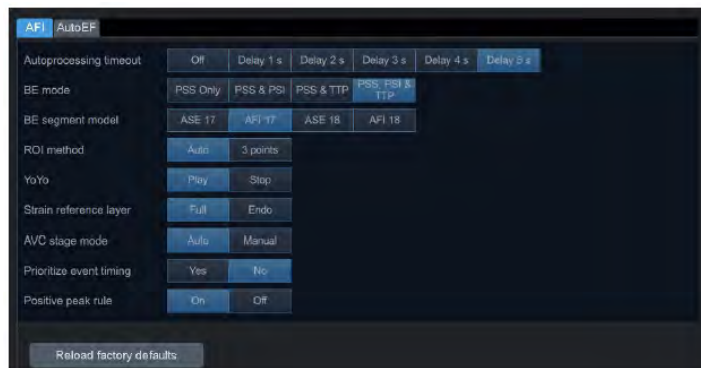 AFI AutoEF
Autoprocessing timeout Off Delay 1 s Delay 2 s Delay 3 s Delay 4 s Delay 5 s
BE mode PSS Only PSS & PSI PSS & TTP PSS, PSI & TTP
BE segment model ASE 17 AFI 17 ASE 18 AFI 18
ROI method Auto 3 points
YoYo Play Stop
Strain reference layer Full Endo
AVC stage mode Auto Manual
Prioritize event timing Yes No
Positive peak rule On Off
Reload factory defaults